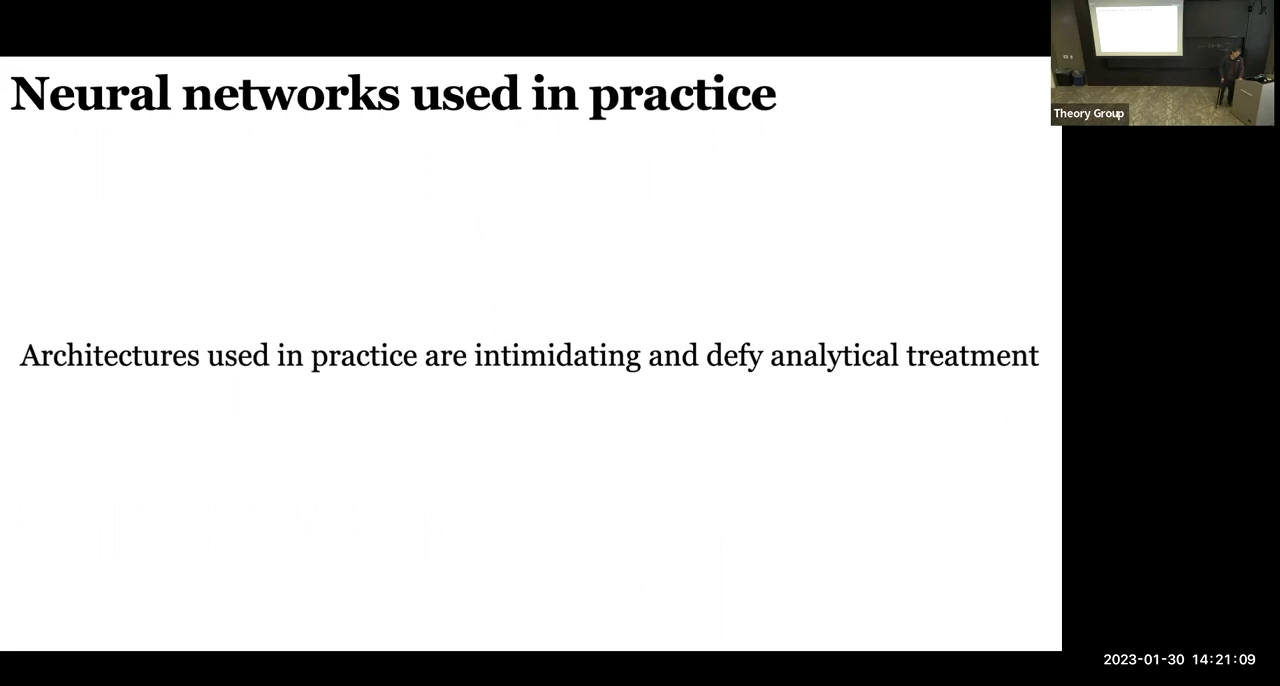 Neural networks used in practice
Theory Group
Architectures used in practice are intimidating and defy analytical treatment
2023-01-30 14:21:09